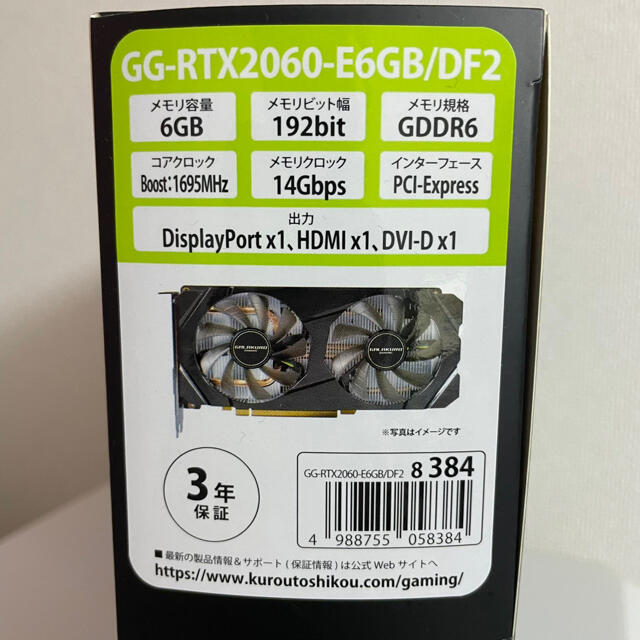 GG-RTX2060-E6GB/DF2
メモリ容量
6GB
メモリビット幅
192bit
メモリ規格
GDDR6
コアクロック
Boost:1695MHz
メモリクロック
14Gbps
インターフェース
PCI-Express
出力
DisplayPort x1、HDMI x1、DVI-D x1
GALAKURO
GAMING
GALAKURO
GAMING
※写真はイメージです
3年
保証
GG-RTX2060-E6GB/DF2 8 384
4 988755 058384
■ 最新の製品情報&サポート ( 保証情報 ) は公式 Web サイトへ
https://www.kuroutoshikou.com/gaming/